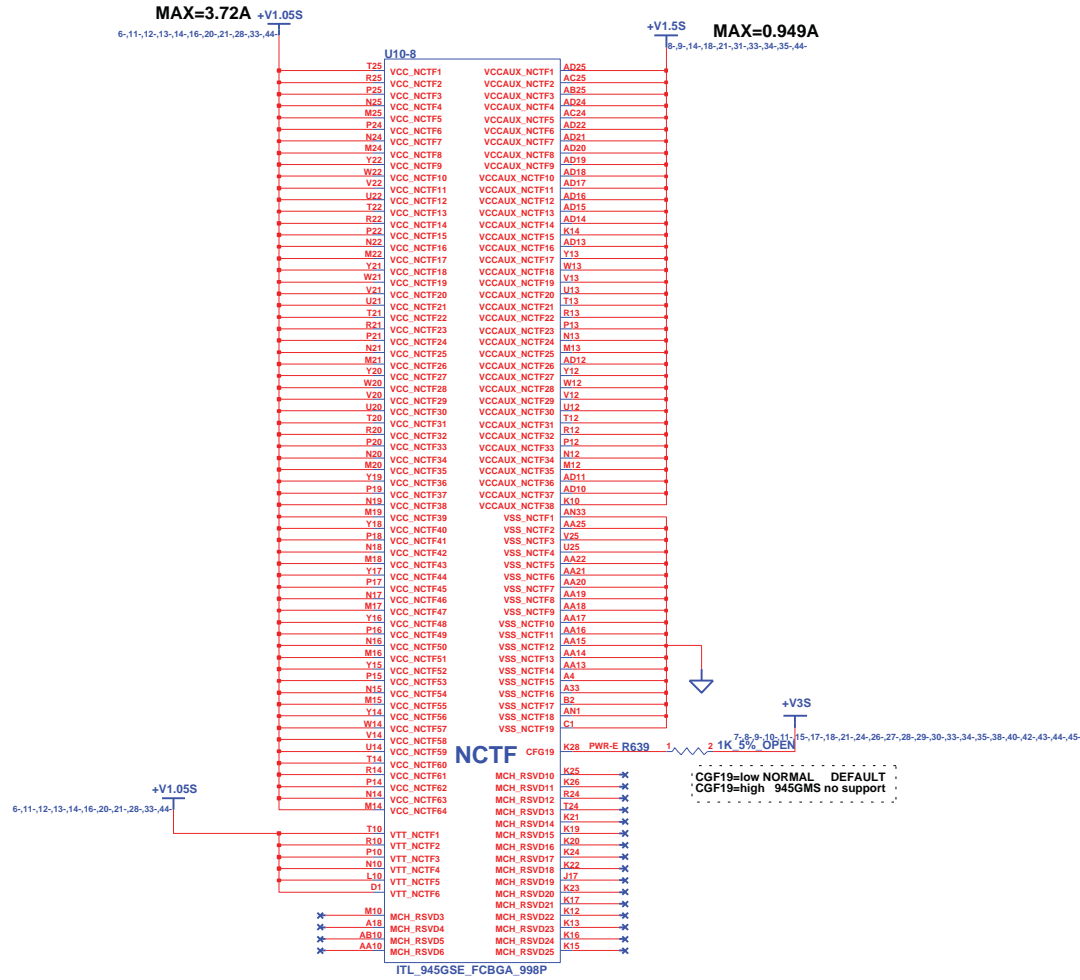 MAX=3.72A +V1.05S
6-,11-,12-,13-,14-,16-,20-,21-,28-,33-,44-
+V1.5S MAX=0.949A
8-,9-,14-,18-,21-,31-,33-,34-,35-,44-
U10-8
T25 VCC_NCTF1 VCCAUX_NCTF1 AD25
R25 VCC_NCTF2 VCCAUX_NCTF2 AC25
P25 VCC_NCTF3 VCCAUX_NCTF3 AB25
N25 VCC_NCTF4 VCCAUX_NCTF4 AD24
M25 VCC_NCTF5 VCCAUX_NCTF5 AC24
P24 VCC_NCTF6 VCCAUX_NCTF6 AD22
N24 VCC_NCTF7 VCCAUX_NCTF7 AD21
M24 VCC_NCTF8 VCCAUX_NCTF8 AD20
Y22 VCC_NCTF9 VCCAUX_NCTF9 AD19
W22 VCC_NCTF10 VCCAUX_NCTF10 AD18
V22 VCC_NCTF11 VCCAUX_NCTF11 AD17
U22 VCC_NCTF12 VCCAUX_NCTF12 AD16
T22 VCC_NCTF13 VCCAUX_NCTF13 AD15
R22 VCC_NCTF14 VCCAUX_NCTF14 AD14
P22 VCC_NCTF15 VCCAUX_NCTF15 K14
N22 VCC_NCTF16 VCCAUX_NCTF16 AD13
M22 VCC_NCTF17 VCCAUX_NCTF17 Y13
Y21 VCC_NCTF18 VCCAUX_NCTF18 W13
W21 VCC_NCTF19 VCCAUX_NCTF19 V13
V21 VCC_NCTF20 VCCAUX_NCTF20 U13
U21 VCC_NCTF21 VCCAUX_NCTF21 T13
T21 VCC_NCTF22 VCCAUX_NCTF22 R13
R21 VCC_NCTF23 VCCAUX_NCTF23 P13
P21 VCC_NCTF24 VCCAUX_NCTF24 N13
N21 VCC_NCTF25 VCCAUX_NCTF25 M13
M21 VCC_NCTF26 VCCAUX_NCTF26 AD12
Y20 VCC_NCTF27 VCCAUX_NCTF27 Y12
W20 VCC_NCTF28 VCCAUX_NCTF28 W12
V20 VCC_NCTF29 VCCAUX_NCTF29 V12
U20 VCC_NCTF30 VCCAUX_NCTF30 U12
T20 VCC_NCTF31 VCCAUX_NCTF31 T12
R20 VCC_NCTF32 VCCAUX_NCTF32 R12
P20 VCC_NCTF33 VCCAUX_NCTF33 P12
N20 VCC_NCTF34 VCCAUX_NCTF34 N12
M20 VCC_NCTF35 VCCAUX_NCTF35 M12
Y19 VCC_NCTF36 VCCAUX_NCTF36 AD11
P19 VCC_NCTF37 VCCAUX_NCTF37 AD10
N19 VCC_NCTF38 VCCAUX_NCTF38 K10
M19 VCC_NCTF39 VSS_NCTF1 AN33
Y18 VCC_NCTF40 VSS_NCTF2 AA25
P18 VCC_NCTF41 VSS_NCTF3 V25
N18 VCC_NCTF42 VSS_NCTF4 U25
M18 VCC_NCTF43 VSS_NCTF5 AA22
Y17 VCC_NCTF44 VSS_NCTF6 AA21
P17 VCC_NCTF45 VSS_NCTF7 AA20
N17 VCC_NCTF46 VSS_NCTF8 AA19
M17 VCC_NCTF47 VSS_NCTF9 AA18
Y16 VCC_NCTF48 VSS_NCTF10 AA17
P16 VCC_NCTF49 VSS_NCTF11 AA16
N16 VCC_NCTF50 VSS_NCTF12 AA15
M16 VCC_NCTF51 VSS_NCTF13 AA14
Y15 VCC_NCTF52 VSS_NCTF14 AA13
P15 VCC_NCTF53 VSS_NCTF15 A4
N15 VCC_NCTF54 VSS_NCTF16 A33
M15 VCC_NCTF55 VSS_NCTF17 B2
Y14 VCC_NCTF56 VSS_NCTF18 AN1
W14 VCC_NCTF57 VSS_NCTF19 C1
+V3S
7-,8-,9-,10-,11-,15-,17-,18-,21-,24-,26-,27-,28-,29-,30-,33-,34-,35-,38-,40-,42-,43-,44-,45-
V14 VCC_NCTF58
U14 VCC_NCTF59 NCTF CFG19 K28 PWR-E R639 1 2 1K_5%_OPEN
T14 VCC_NCTF60
R14 VCC_NCTF61 MCH_RSVD10 K25
P14 VCC_NCTF62 MCH_RSVD11 K26
N14 VCC_NCTF63 MCH_RSVD12 R24
M14 VCC_NCTF64 MCH_RSVD13 T24
CGF19=low NORMAL DEFAULT
CGF19=high 945GMS no support
+V1.05S
6-,11-,12-,13-,14-,16-,20-,21-,28-,33-,44-
MCH_RSVD14 K21
T10 VTT_NCTF1 MCH_RSVD15 K19
R10 VTT_NCTF2 MCH_RSVD16 K20
P10 VTT_NCTF3 MCH_RSVD17 K24
N10 VTT_NCTF4 MCH_RSVD18 K22
L10 VTT_NCTF5 MCH_RSVD19 J17
D1 VTT_NCTF6 MCH_RSVD20 K23
MCH_RSVD21 K17
M10 MCH_RSVD3 MCH_RSVD22 K12
A18 MCH_RSVD4 MCH_RSVD23 K13
AB10 MCH_RSVD5 MCH_RSVD24 K16
AA10 MCH_RSVD6 MCH_RSVD25 K15
ITL_945GSE_FCBGA_998P